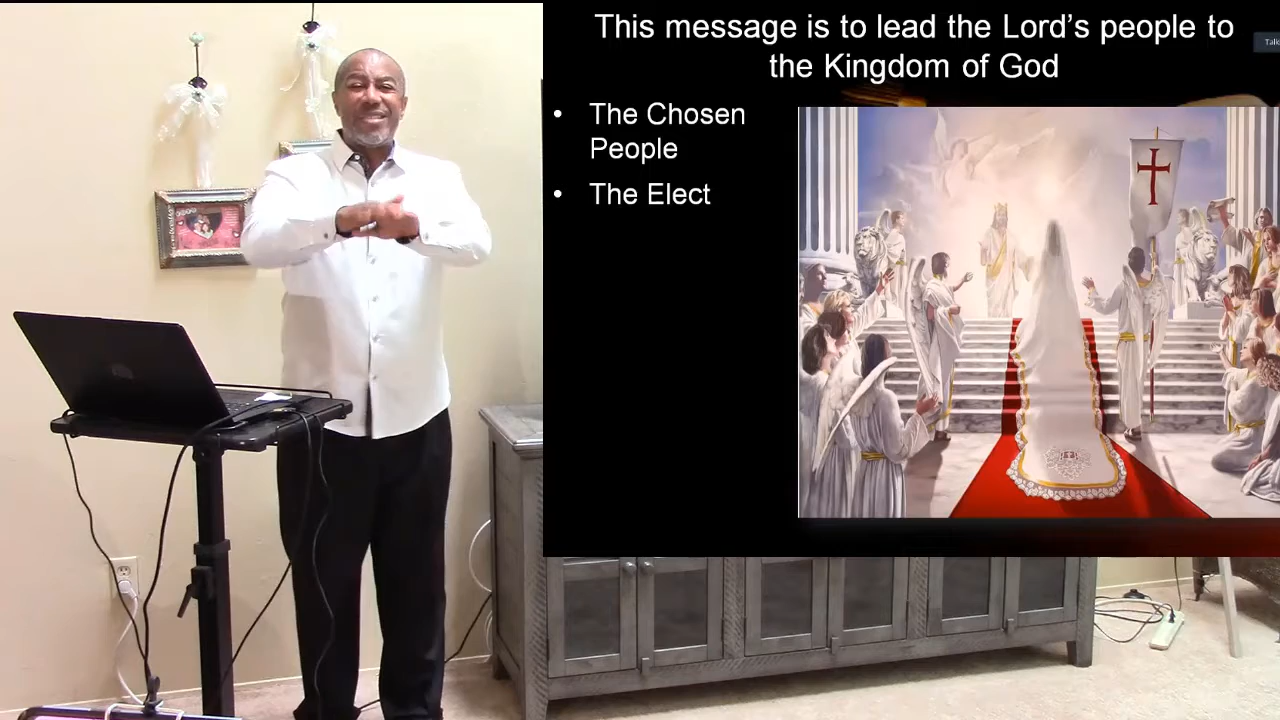 This message is to lead the Lord's people to
the Kingdom of God
• The Chosen
People
• The Elect